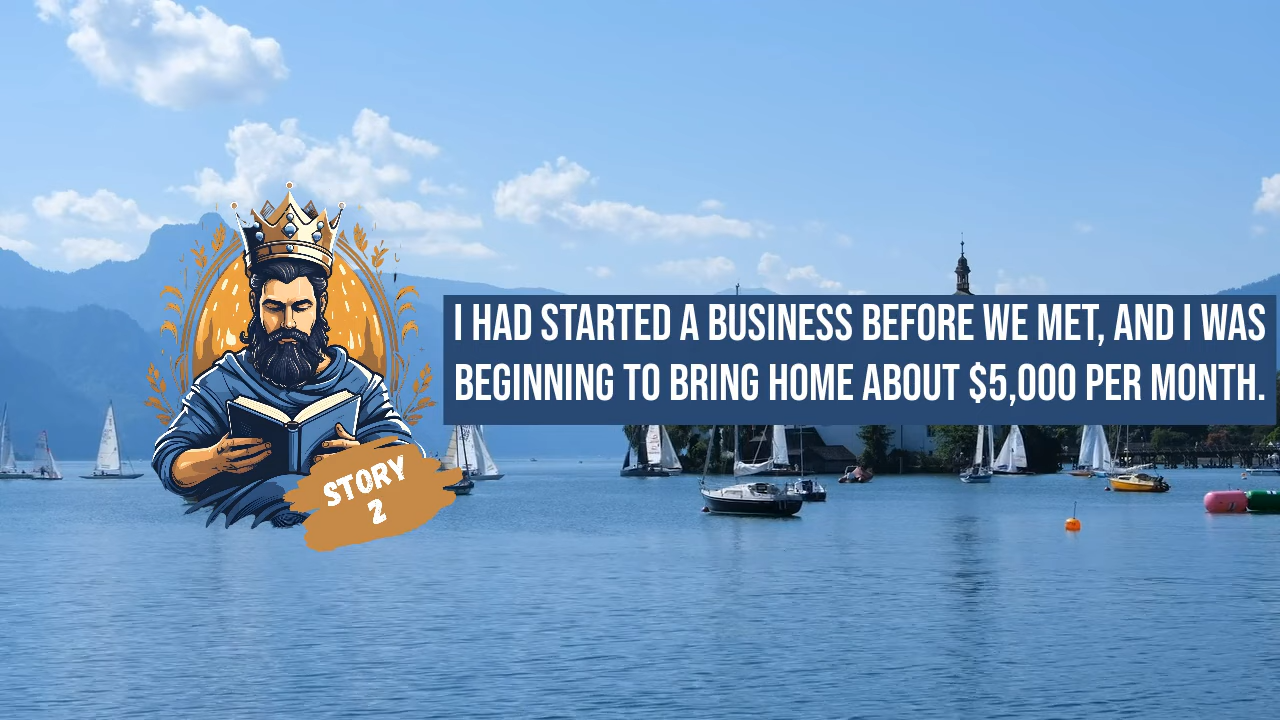 I HAD STARTED A BUSINESS BEFORE WE MET, AND I WAS
BEGINNING TO BRING HOME ABOUT $5,000 PER MONTH.
STORY
2